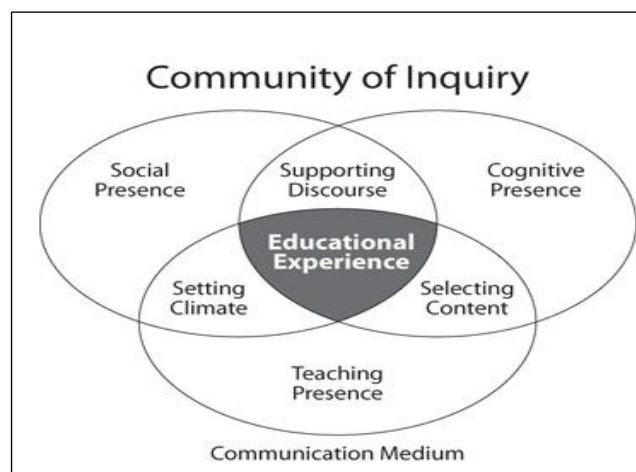 Community of Inquiry
Social
Presence
Supporting
Discourse
Cognitive
Presence
Educational
Experience
Setting
Climate
Selecting
Content
Teaching
Presence
Communication Medium